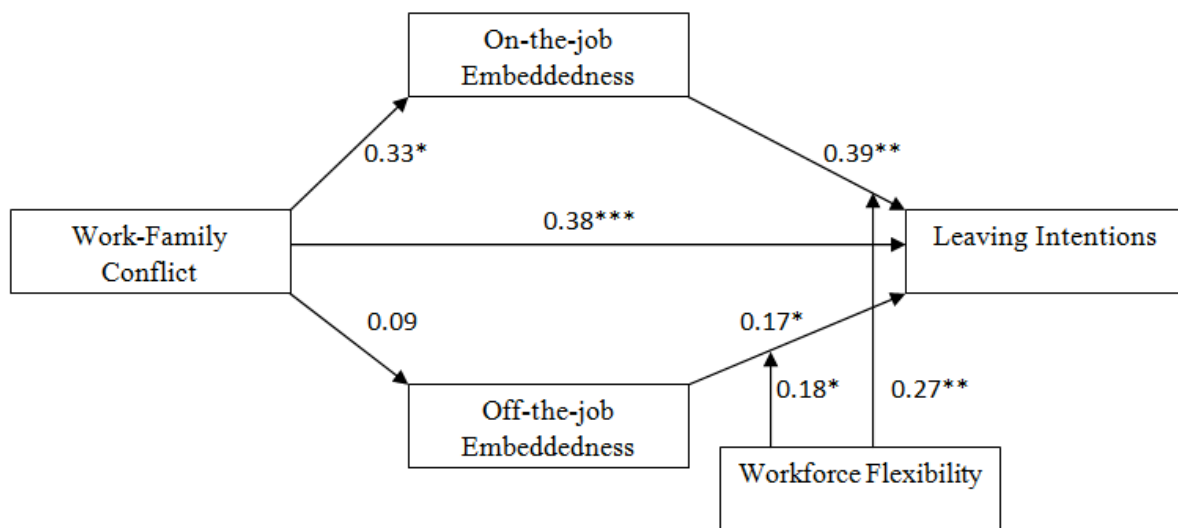 On-the-job
Embeddedness
0.33*
0.39**
Work-Family
Conflict
0.38***
Leaving Intentions
0.09
0.17*
Off-the-job
Embeddedness
0.18*
0.27**
Workforce Flexibility